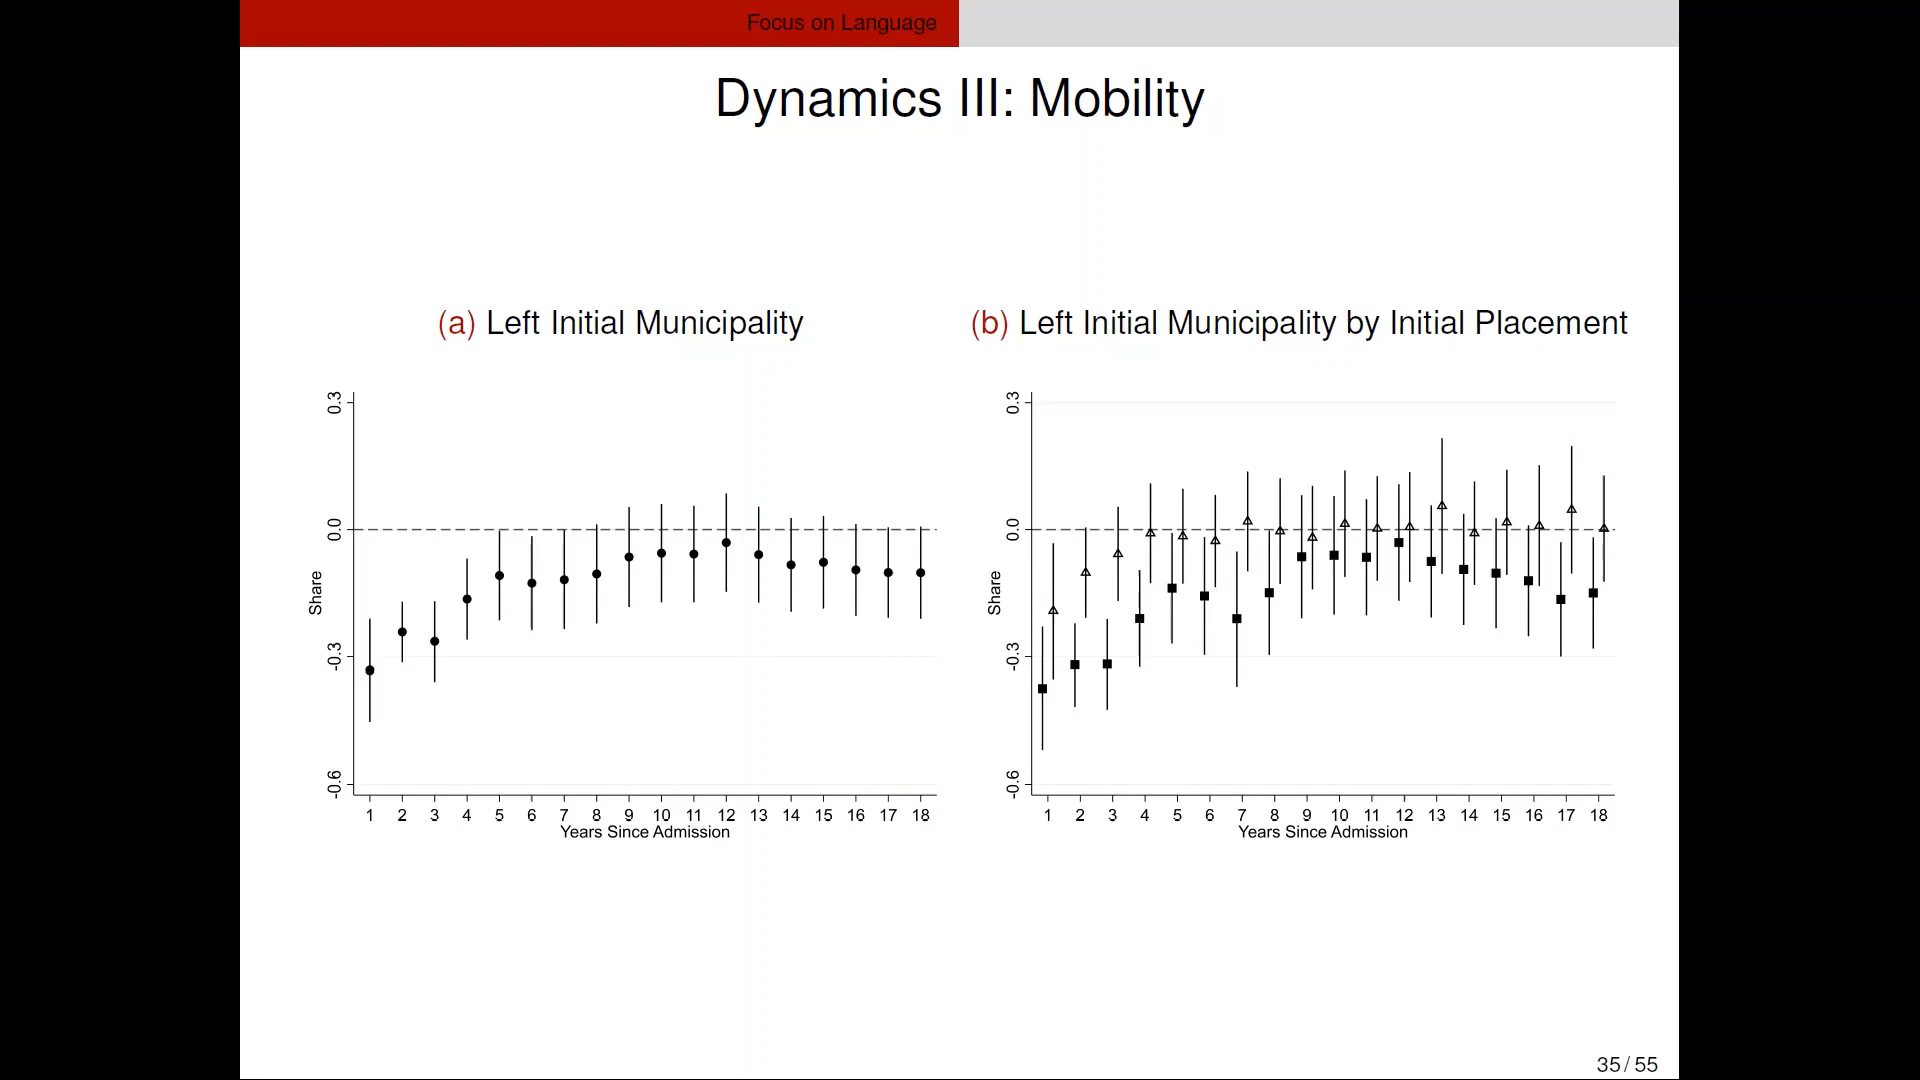 Focus on Language
Dynamics III: Mobility
(a) Left Initial Municipality
0.3
0.0
-0.3
-0.6
Share
1 2 3 4 5 6 7 8 9 10 11 12 13 14 15 16 17 18
Years Since Admission
(b) Left Initial Municipality by Initial Placement
0.3
0.0
-0.3
-0.6
Share
1 2 3 4 5 6 7 8 9 10 11 12 13 14 15 16 17 18
Years Since Admission
35 / 55